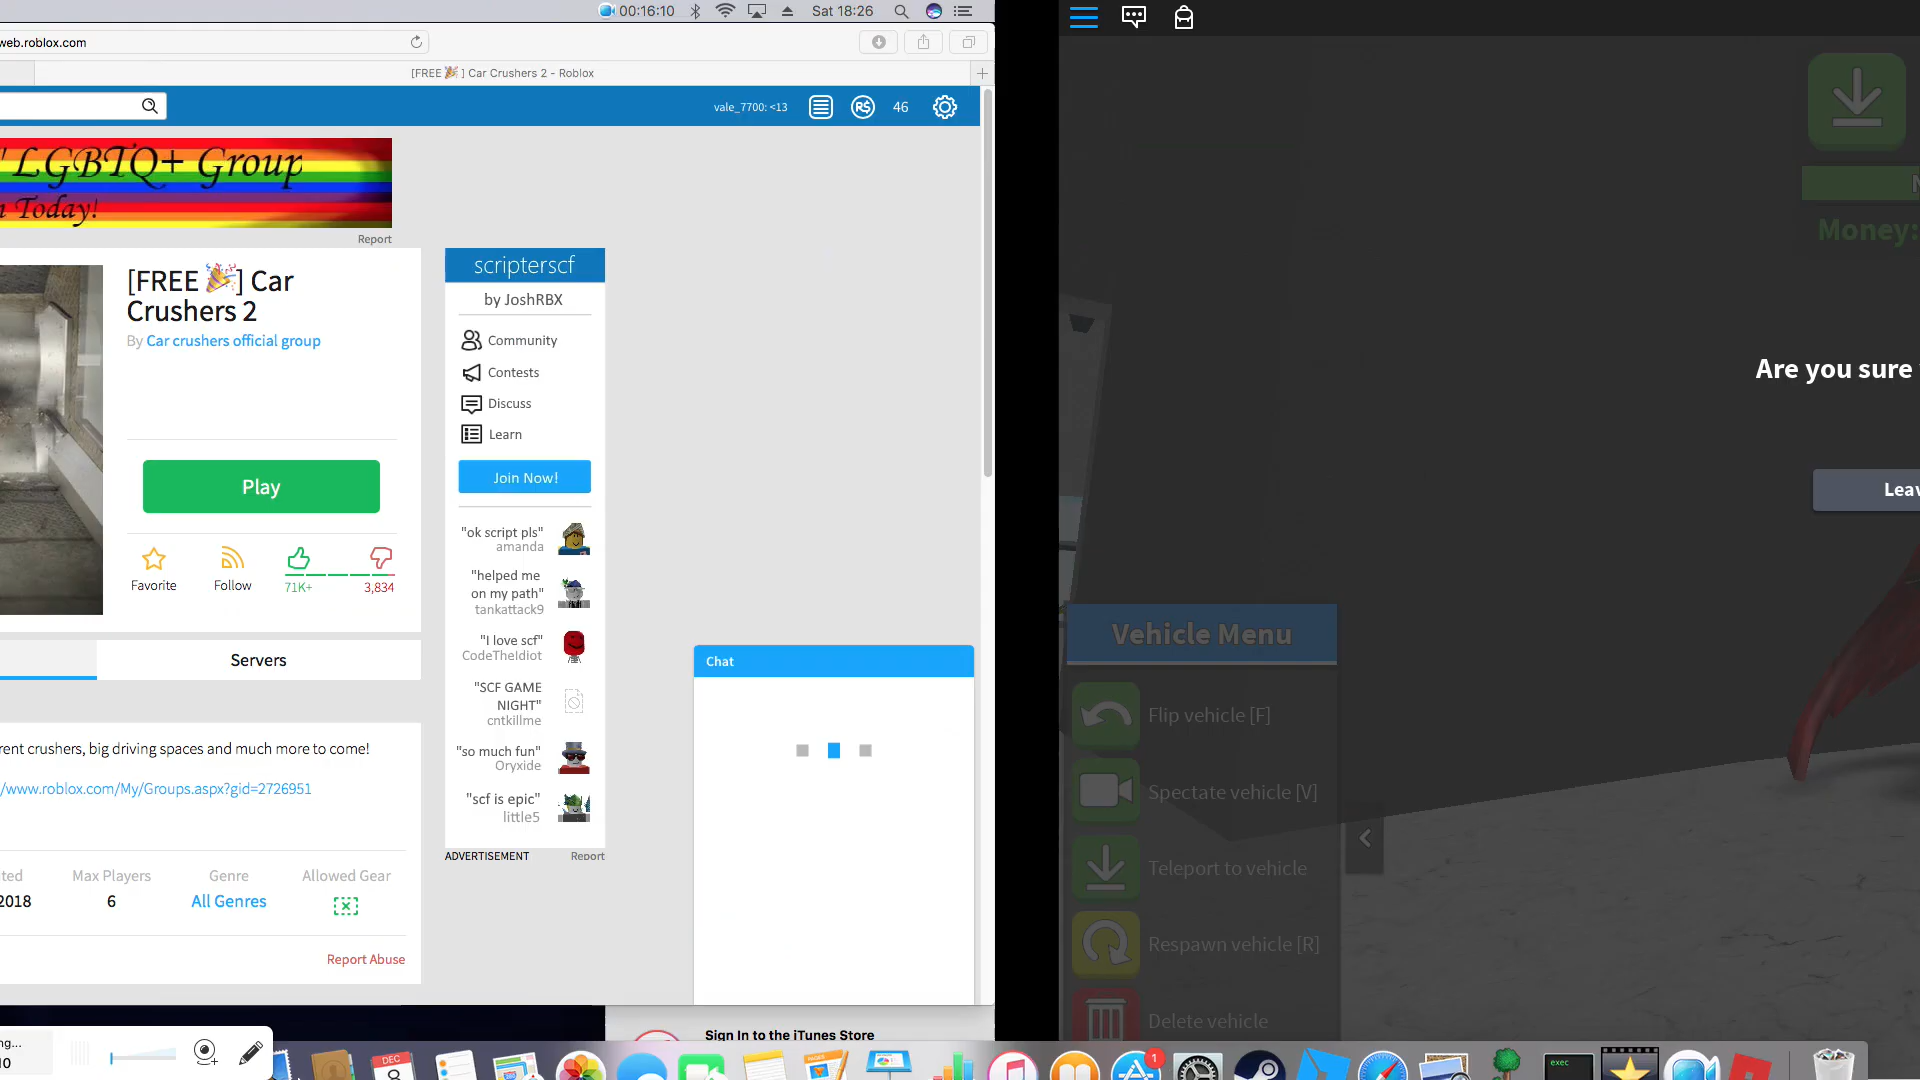 00:16:10
Sat 18:26
web.roblox.com
[FREE 🎉 ] Car Crushers 2 - Roblox
vale_7700: <13
46
LGBTQ+ Group
Today!
Report
[FREE 🎉] Car
Crushers 2
By Car crushers official group
Play
Favorite
Follow
71K+
3,834
Servers
rent crushers, big driving spaces and much more to come!
/www.roblox.com/My/Groups.aspx?gid=2726951
Max Players
6
2018
Genre
All Genres
Allowed Gear
Report Abuse
scripterscf
by JoshRBX
Community
Contests
Discuss
Learn
Join Now!
"ok script pls"
amanda
"helped me
on my path"
tankattack9
"I love scf"
CodeTheIdiot
"SCF GAME
NIGHT"
cntkillme
"so much fun"
Oryxide
"scf is epic"
little5
ADVERTISEMENT
Report
Chat
Sign In to the iTunes Store
10
DEC
8
1
exec
Money:
Are you sure
Leav
Vehicle Menu
Flip vehicle [F]
Spectate vehicle [V]
Teleport to vehicle
Respawn vehicle [R]
Delete vehicle